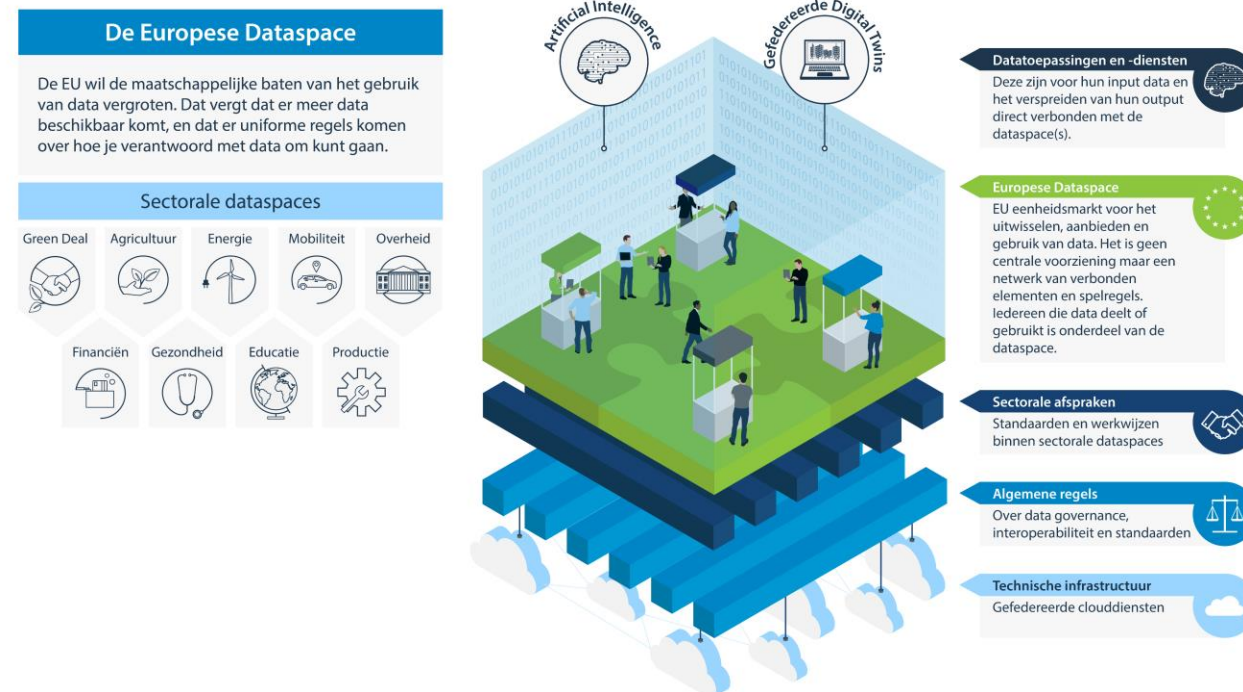 De Europese Dataspace
De EU wil de maatschappelijke baten van het gebruik
van data vergroten. Dat vergt dat er meer data
beschikbaar komt, en dat er uniforme regels komen
over hoe je verantwoord met data om kunt gaan.
Sectorale dataspaces
Green Deal
Agricultuur
Energie
Mobiliteit
Overheid
Financiën
Gezondheid
Educatie
Productie
Artificial Intelligence
Gefedereerde Digital Twins
Datatoepassingen en -diensten
Deze zijn voor hun input data en
het verspreiden van hun output
direct verbonden met de
dataspace(s).
Europese Dataspace
EU eenheidsmarkt voor het
uitwisselen, aanbieden en
gebruik van data. Het is geen
centrale voorziening maar een
netwerk van verbonden
elementen en spelregels.
Iedereen die data deelt of
gebruikt is onderdeel van de
dataspace.
Sectorale afspraken
Standaarden en werkwijzen
binnen sectorale dataspaces
Algemene regels
Over data governance,
interoperabiliteit en standaarden
Technische infrastructuur
Gefedereerde clouddiensten